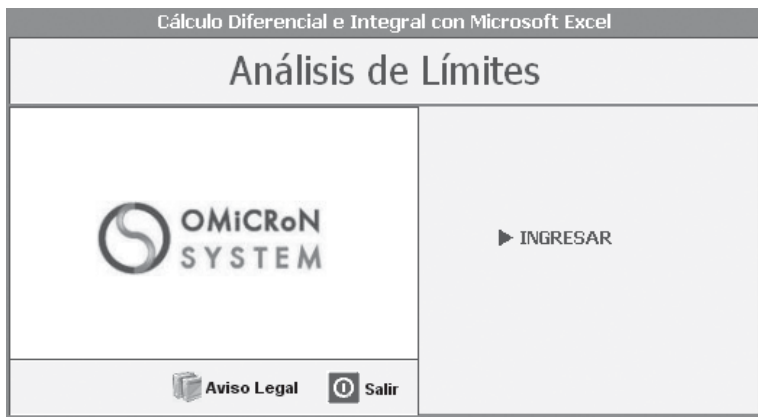 Cálculo Diferencial e Integral con Microsoft Excel
Análisis de Límites
OMiCRoN
SYSTEM
INGRESAR
Aviso Legal
Salir